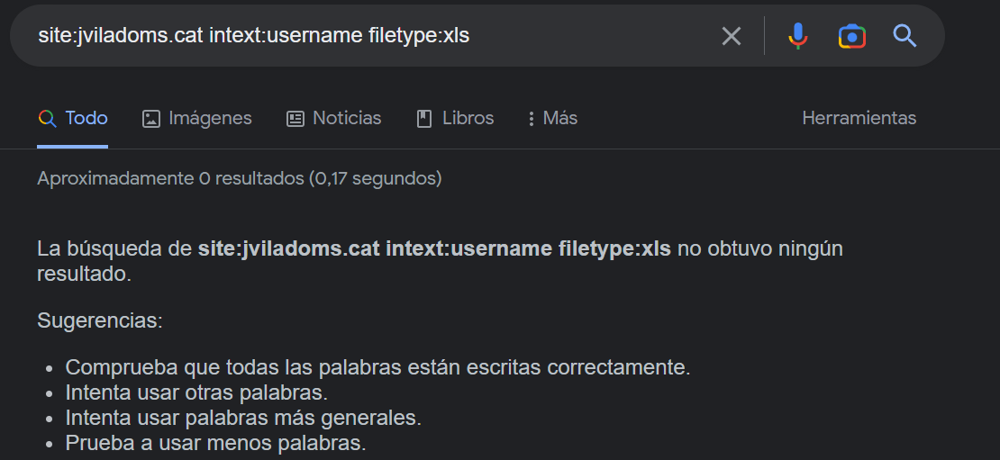 site:jviladoms.cat intext:username filetype:xls
Todo Imágenes Noticias Libros Más Herramientas
Aproximadamente 0 resultados (0,17 segundos)
La búsqueda de site:jviladoms.cat intext:username filetype:xls no obtuvo ningún
resultado.
Sugerencias:
Comprueba que todas las palabras están escritas correctamente.
Intenta usar otras palabras.
Intenta usar palabras más generales.
Prueba a usar menos palabras.